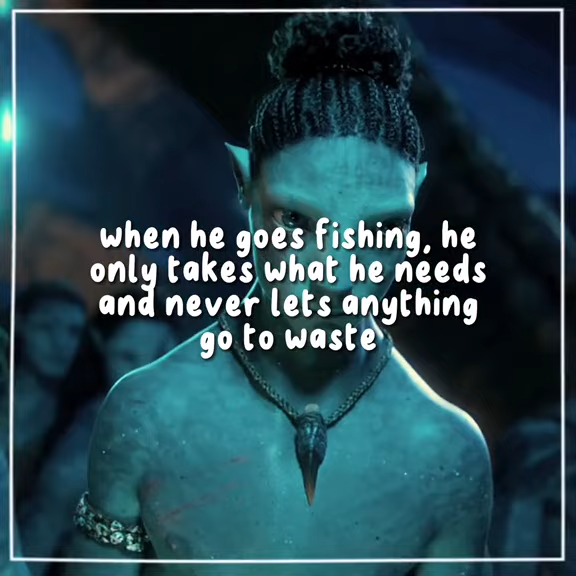 when he goes fishing, he
only takes what he needs
and never lets anything
go to waste